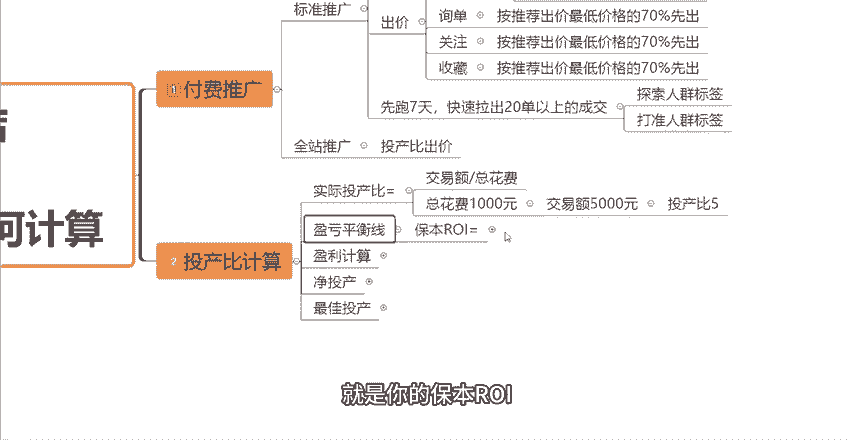 标准推广
出价
询单 按推荐出价最低价格的70%先出
关注 按推荐出价最低价格的70%先出
收藏 按推荐出价最低价格的70%先出
1 付费推广
先跑7天，快速拉出20单以上的成交
探索人群标签
打准人群标签
全站推广 投产比出价
何计算
2 投产比计算
实际投产比=
交易额/总花费
总花费1000元 交易额5000元 投产比5
盈亏平衡线 保本ROI=
盈利计算
净投产
最佳投产
就是你的保本ROI